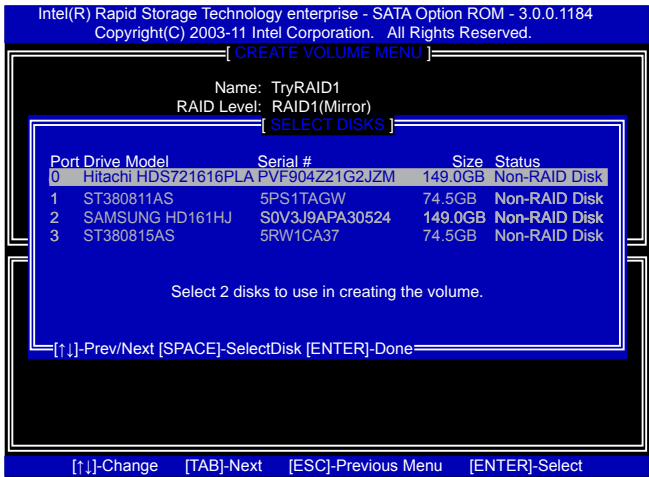 Intel(R) Rapid Storage Technology enterprise - SATA Option ROM - 3.0.0.1184
Copyright(C) 2003-11 Intel Corporation. All Rights Reserved.
[ CREATE VOLUME MENU ]
Name: TryRAID1
RAID Level: RAID1(Mirror)
[ SELECT DISKS ]
Port Drive Model Serial # Size Status
0 Hitachi HDS721616PLA PVF904Z21G2JZM 149.0GB Non-RAID Disk
1 ST380811AS 5PS1TAGW 74.5GB Non-RAID Disk
2 SAMSUNG HD161HJ S0V3J9APA30524 149.0GB Non-RAID Disk
3 ST380815AS 5RW1CA37 74.5GB Non-RAID Disk
Select 2 disks to use in creating the volume.
[↑↓]-Prev/Next [SPACE]-SelectDisk [ENTER]-Done
[↑↓]-Change [TAB]-Next [ESC]-Previous Menu [ENTER]-Select